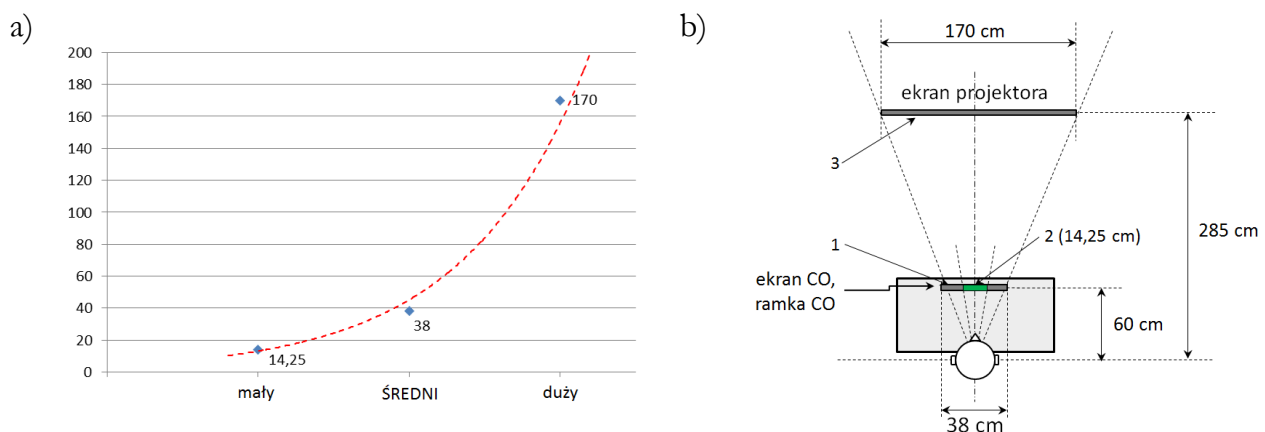 a)
200
180
160
140
120
100
80
60
40
20
0
170
38
14,25
mały
ŚREDNI
duży
b)
170 cm
ekran projektora
3
285 cm
1
2 (14,25 cm)
ekran CO,
ramka CO
60 cm
38 cm